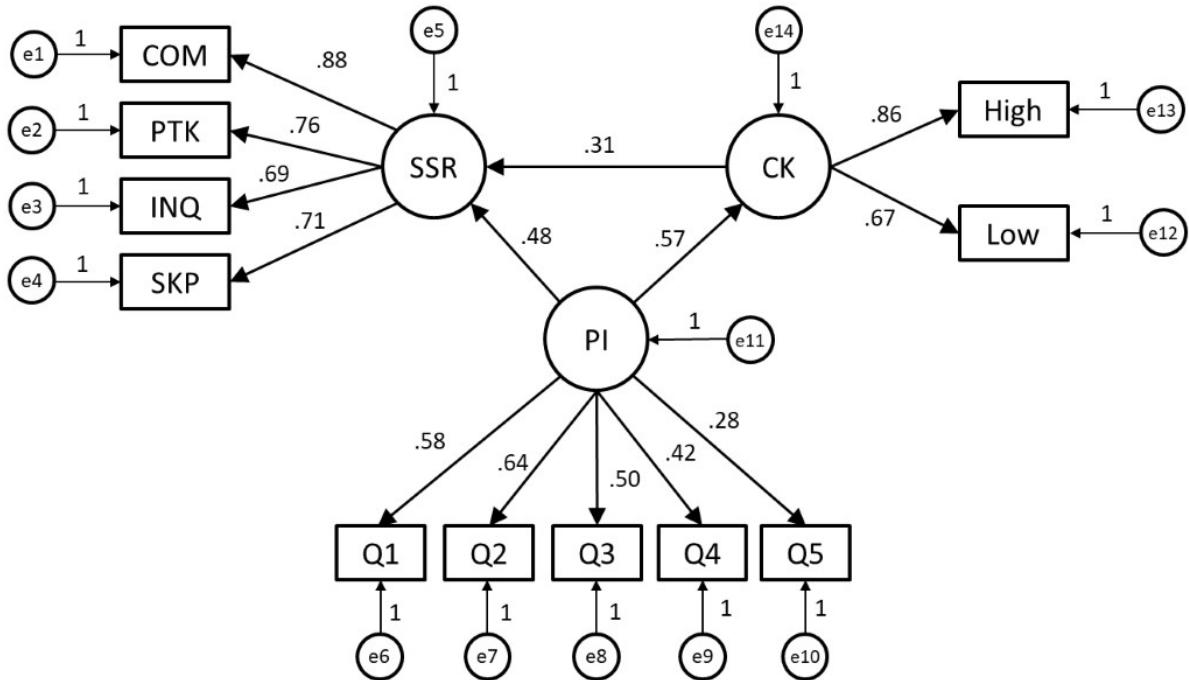 e1 1 COM
e2 1 PTK
e3 1 INQ
e4 1 SKP
.88
.76
.69
.71
e5
1
SSR
.31
e14
1
CK
.86
.67
High 1 e13
Low 1 e12
.48
.57
PI 1 e11
.58
.64
.50
.42
.28
Q1 Q2 Q3 Q4 Q5
1 1 1 1 1
e6 e7 e8 e9 e10